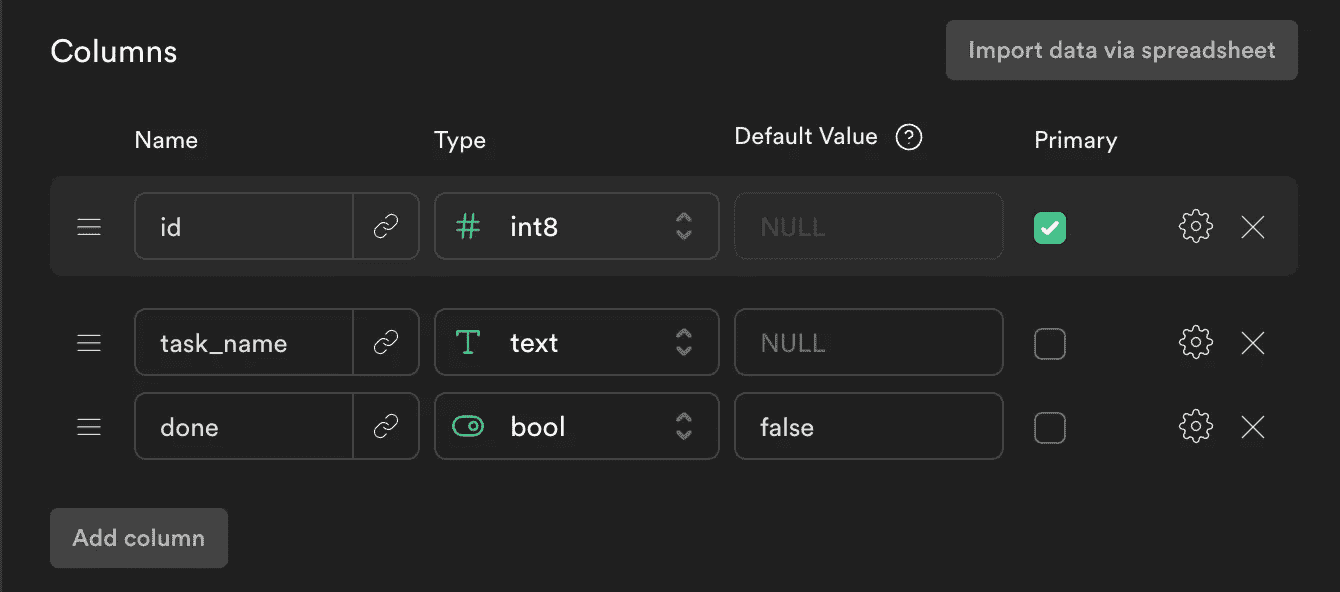 Columns
Import data via spreadsheet
Name Type Default Value ? Primary
id # int8 NULL
task_name T text NULL
done bool false
Add column